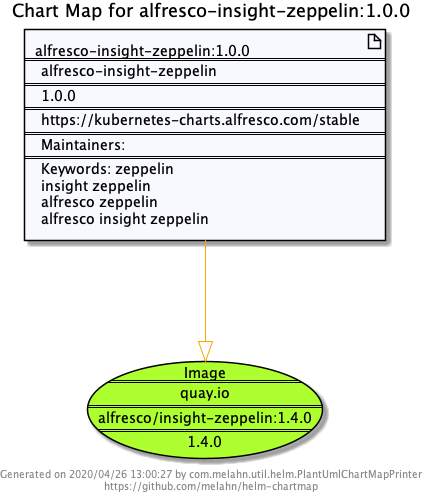 Chart Map for alfresco-insight-zeppelin:1.0.0
alfresco-insight-zeppelin:1.0.0
alfresco-insight-zeppelin
1.0.0
https://kubernetes-charts.alfresco.com/stable
Maintainers:
Keywords: zeppelin
insight zeppelin
alfresco zeppelin
alfresco insight zeppelin
Image
quay.io
alfresco/insight-zeppelin:1.4.0
1.4.0
Generated on 2020/04/26 13:00:27 by com.melahn.util.helm.PlantUmlChartMapPrinter
https://github.com/melahn/helm-chartmap